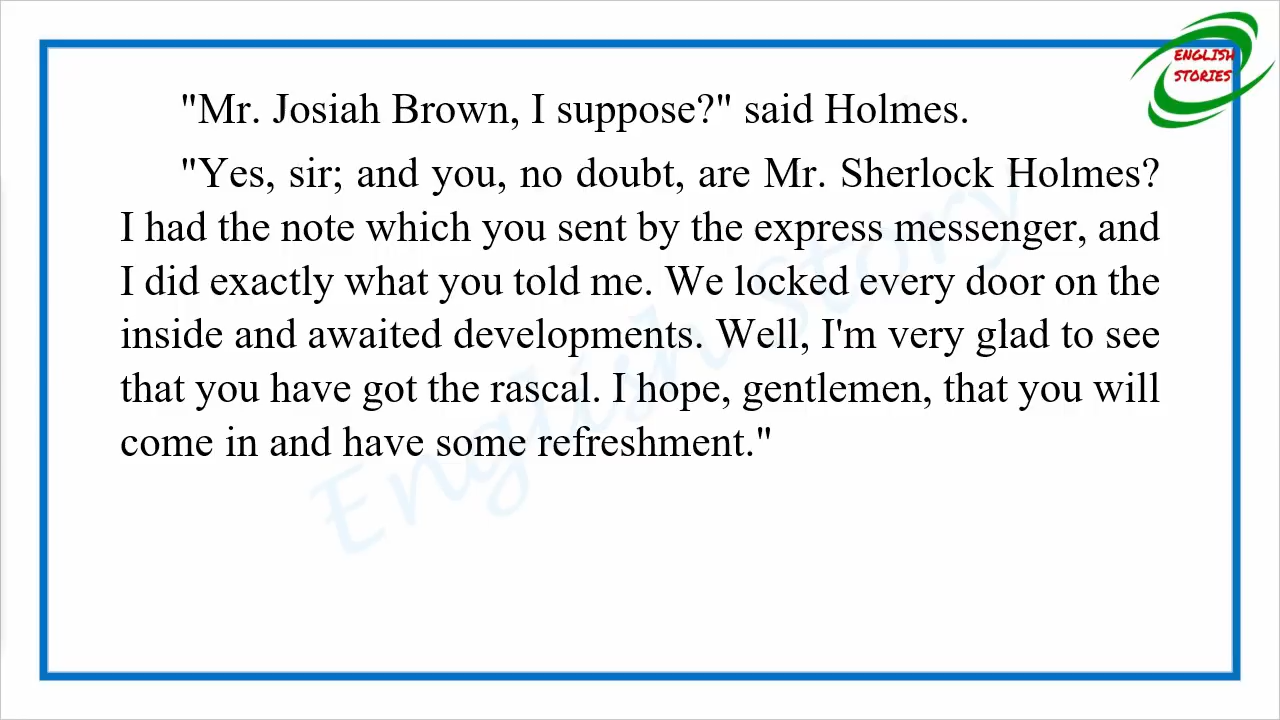 ENGLISH
STORIES
"Mr. Josiah Brown, I suppose?" said Holmes.
"Yes, sir; and you, no doubt, are Mr. Sherlock Holmes?
I had the note which you sent by the express messenger, and
I did exactly what you told me. We locked every door on the
inside and awaited developments. Well, I'm very glad to see
that you have got the rascal. I hope, gentlemen, that you will
come in and have some refreshment."
English Story